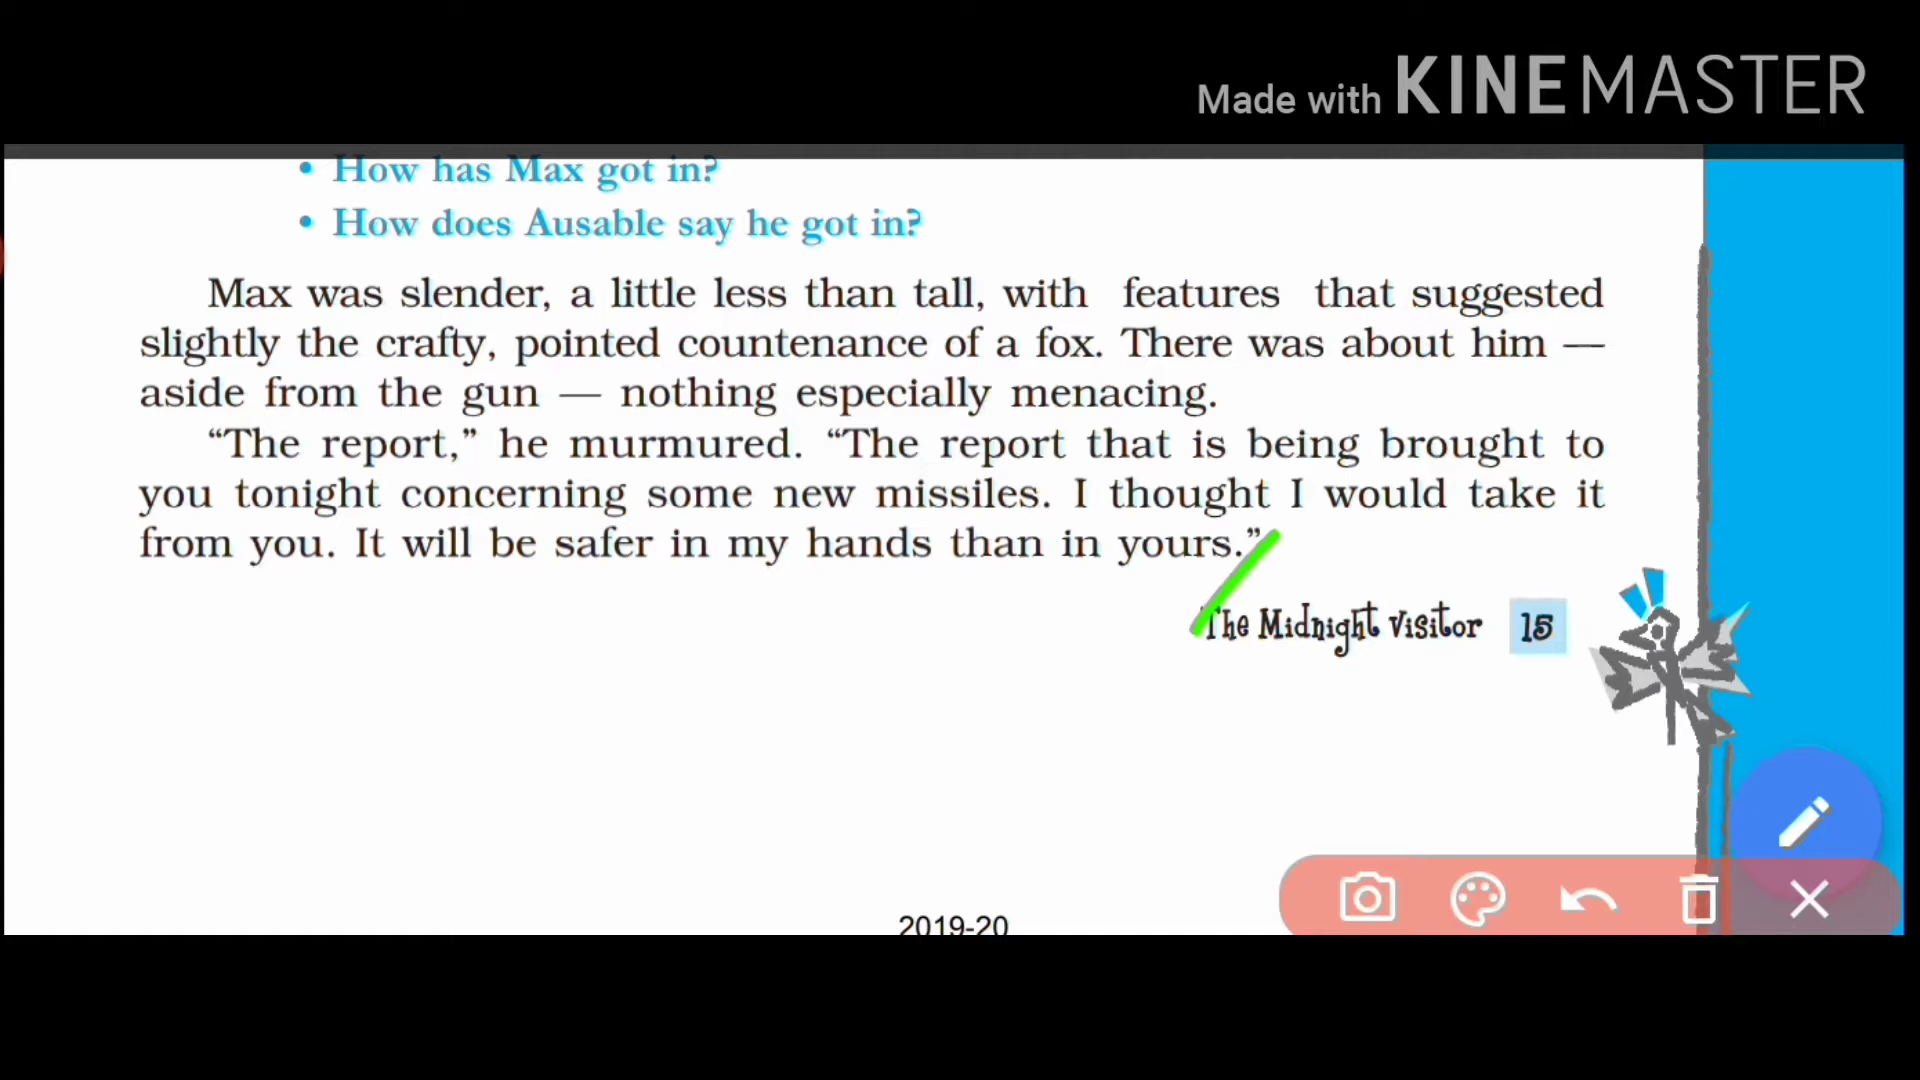 Made with KINEMASTER
• How has Max got in?
• How does Ausable say he got in?
Max was slender, a little less than tall, with features that suggested
slightly the crafty, pointed countenance of a fox. There was about him —
aside from the gun — nothing especially menacing.
“The report,” he murmured. “The report that is being brought to
you tonight concerning some new missiles. I thought I would take it
from you. It will be safer in my hands than in yours.”
The Midnight Visitor 15
2019-20